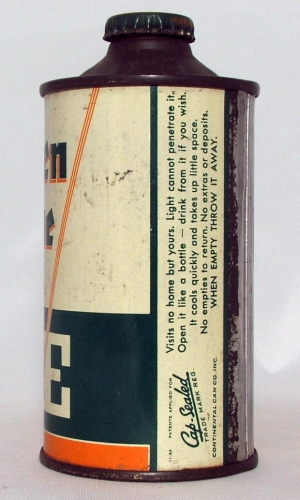 en
E
Visits no home but yours. Light cannot penetrate it.
Open it like a bottle — drink from it if you wish.
It cools quickly and takes up little space.
No empties to return. No extras or deposits.
WHEN EMPTY THROW IT AWAY.
PATENTS APPLIED FOR
Cap-Sealed
TRADE MARK REG.
CONTINENTAL CAN CO. INC.